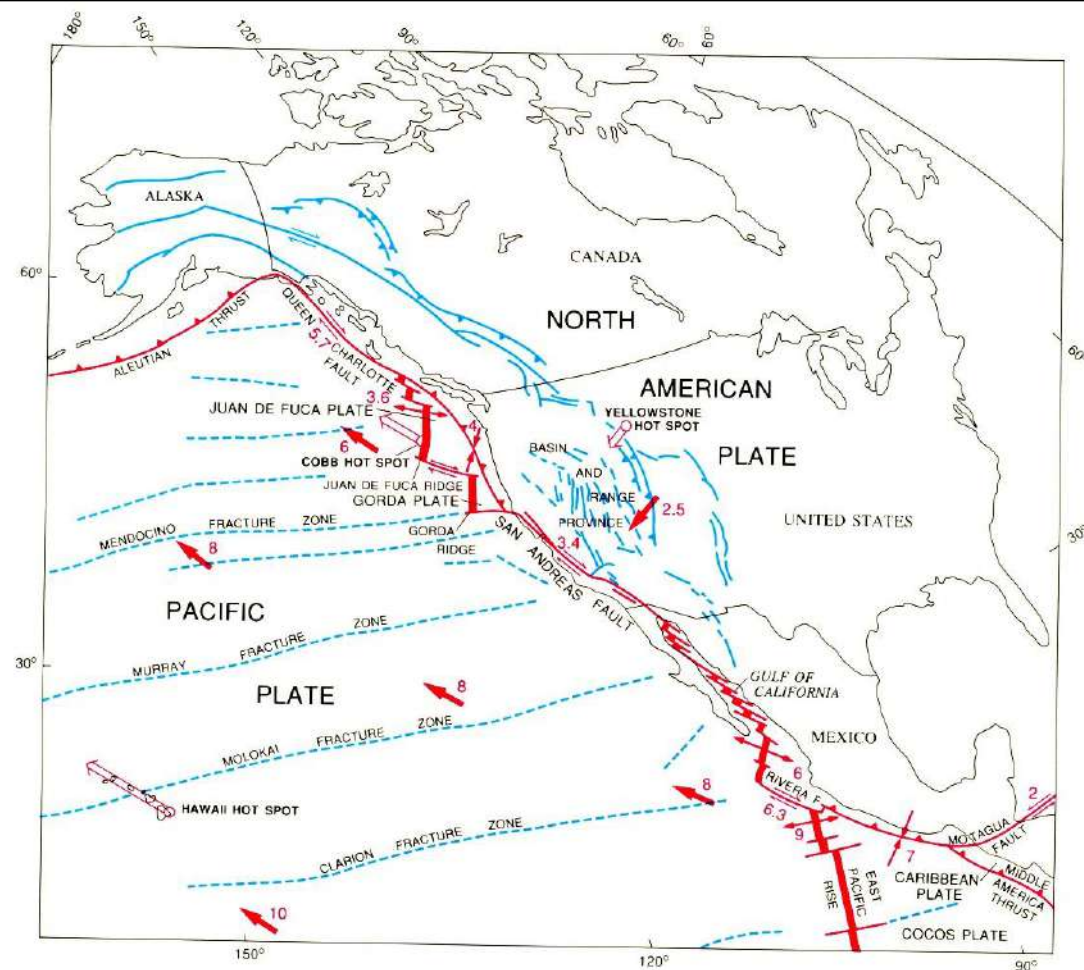 180°
150°
120°
90°
60°
60°
ALASKA
CANADA
60°
60°
NORTH
AMERICAN
PLATE
ALEUTIAN
THRUST
QUEEN
CHARLOTTE
FAULT
5.7
3.6
JUAN DE FUCA PLATE
4
6
COBB HOT SPOT
JUAN DE FUCA RIDGE
GORDA PLATE
GORDA
RIDGE
YELLOWSTONE
HOT SPOT
BASIN
AND
RANGE
PROVINCE
2.5
UNITED STATES
30°
MENDOCINO FRACTURE ZONE
8
SAN ANDREAS FAULT
3.4
PACIFIC
PLATE
30°
MURRAY FRACTURE ZONE
8
MOLOKAI FRACTURE ZONE
GULF OF
CALIFORNIA
MEXICO
HAWAII HOT SPOT
8
6
RIVERA F.
6.3
9
7
2
MOTAGUA
FAULT
CLARION FRACTURE ZONE
CARIBBEAN
PLATE
MIDDLE
AMERICA
THRUST
EAST
PACIFIC
RISE
COCOS PLATE
10
150°
120°
90°